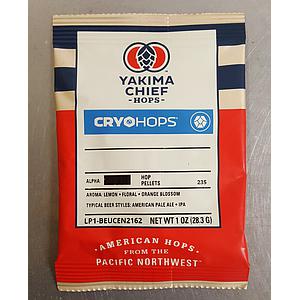 YAKIMA
CHIEF
-HOPS-
CRYOHOPS®
ALPHA HOP PELLETS 235
AROMA: LEMON • FLORAL • ORANGE BLOSSOM
TYPICAL BEER STYLES: AMERICAN PALE ALE • IPA
LP1-BEUCEN2162 NET WT 1 OZ (28.3 G)
• AMERICAN HOPS •
FROM THE
PACIFIC NORTHWEST™